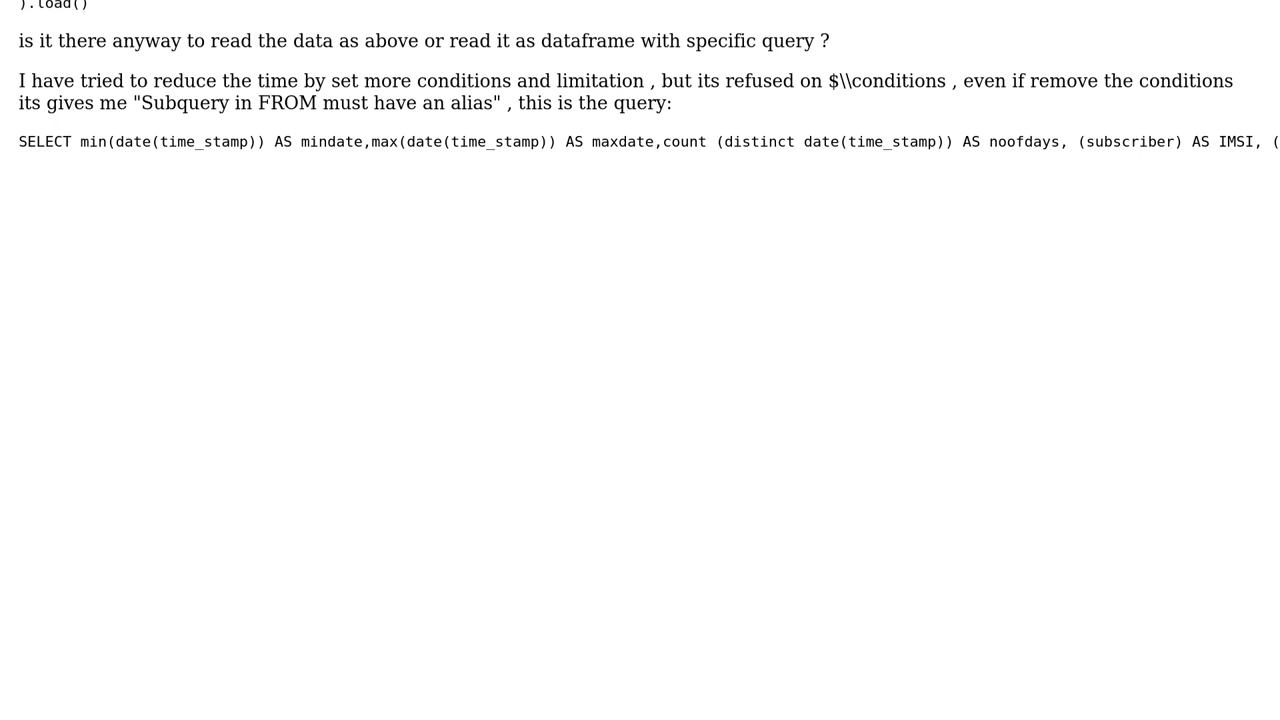 ).load()
is it there anyway to read the data as above or read it as dataframe with specific query ?
I have tried to reduce the time by set more conditions and limitation , but its refused on $\\conditions , even if remove the conditions
its gives me "Subquery in FROM must have an alias" , this is the query:
SELECT min(date(time_stamp)) AS mindate,max(date(time_stamp)) AS maxdate,count (distinct date(time_stamp)) AS noofdays, (subscriber) AS IMSI, (